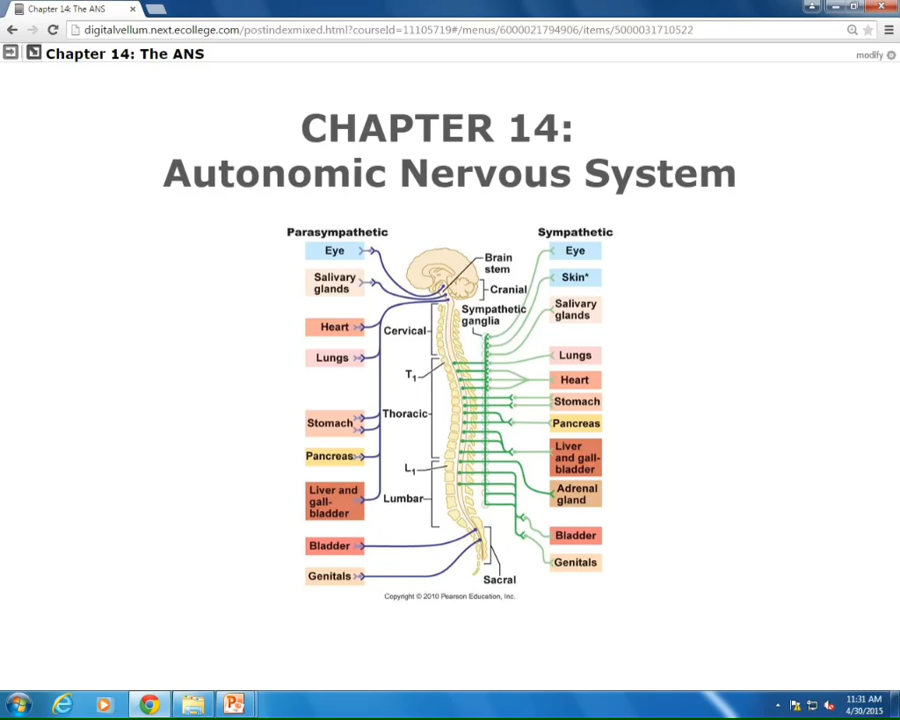 Chapter 14: The ANS
digitalvellum.next.ecollege.com/postindexmixed.html?courseId=11105719#/menus/6000021794906/items/5000031710522
Chapter 14: The ANS
modify
CHAPTER 14:
Autonomic Nervous System
Parasympathetic
Eye
Salivary
glands
Heart
Lungs
Stomach
Pancreas
Liver and
gall-
bladder
Bladder
Genitals
Brain
stem
Cranial
Sympathetic
ganglia
Cervical
T1
Thoracic
L1
Lumbar
Sacral
Sympathetic
Eye
Skin*
Salivary
glands
Lungs
Heart
Stomach
Pancreas
Liver
and gall-
bladder
Adrenal
gland
Bladder
Genitals
Copyright © 2010 Pearson Education, Inc.
11:31 AM
4/30/2015